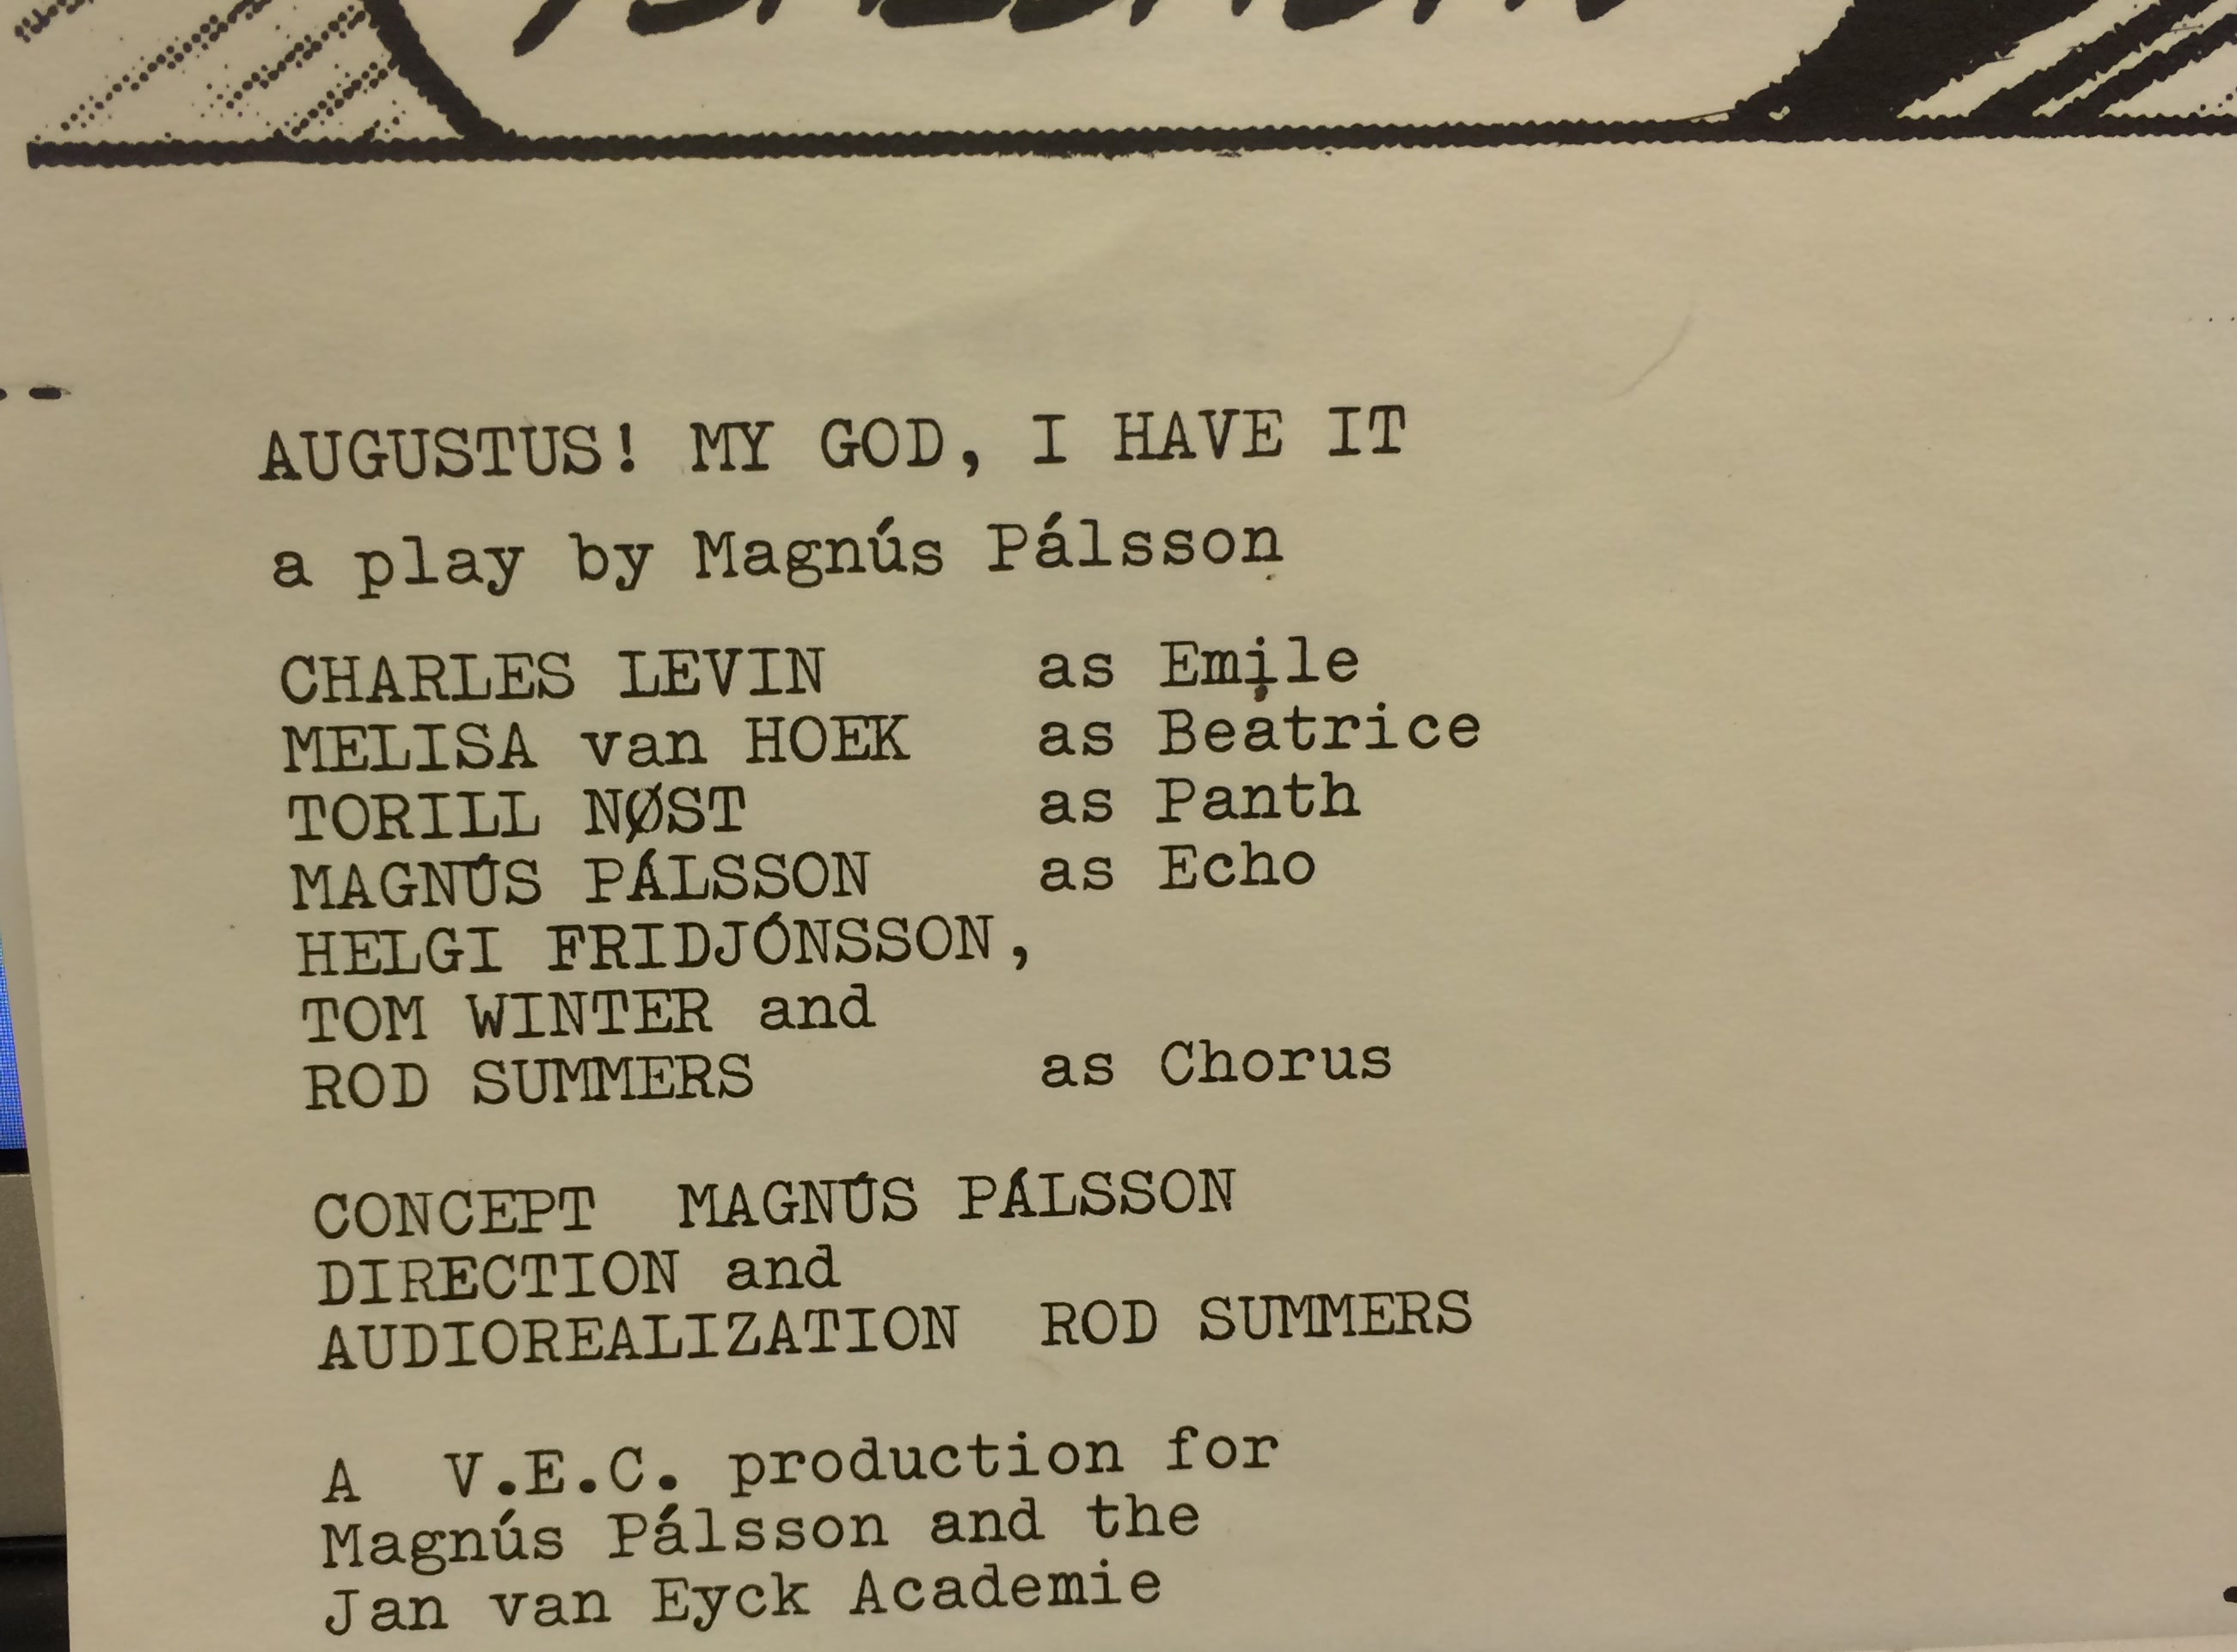 AUGUSTUS! MY GOD, I HAVE IT
a play by Magnús Pálsson
CHARLES LEVIN as Emile
MELISA van HOEK as Beatrice
TORILL NØST as Panth
MAGNÚS PÁLSSON as Echo
HELGI FRIDJÓNSSON,
TOM WINTER and
ROD SUMMERS as Chorus
CONCEPT MAGNÚS PÁLSSON
DIRECTION and
AUDIOREALIZATION ROD SUMMERS
A V.E.C. production for
Magnús Pálsson and the
Jan van Eyck Academie